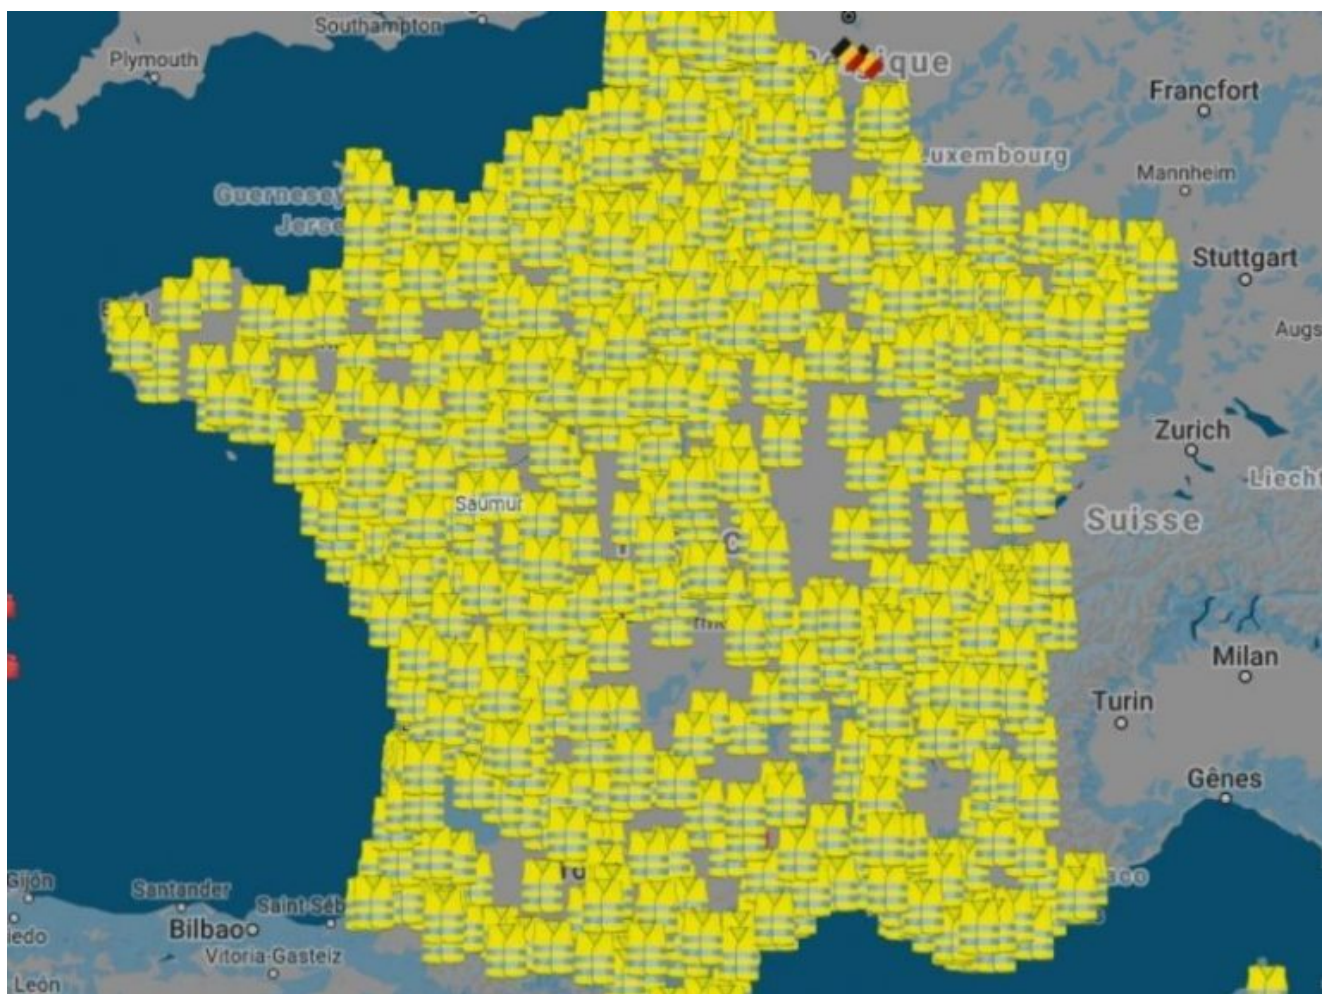 Southampton
Plymouth
Francfort
uxembourg
Mannheim
Guernesey
Jerse
Stuttgart
Augs
Zurich
Liecht
Saumur
Suisse
Milan
Turin
Gênes
Gijón
Santander
Saint-Séb
aco
Bilbao
iedo
Vitoria-Gasteiz
León